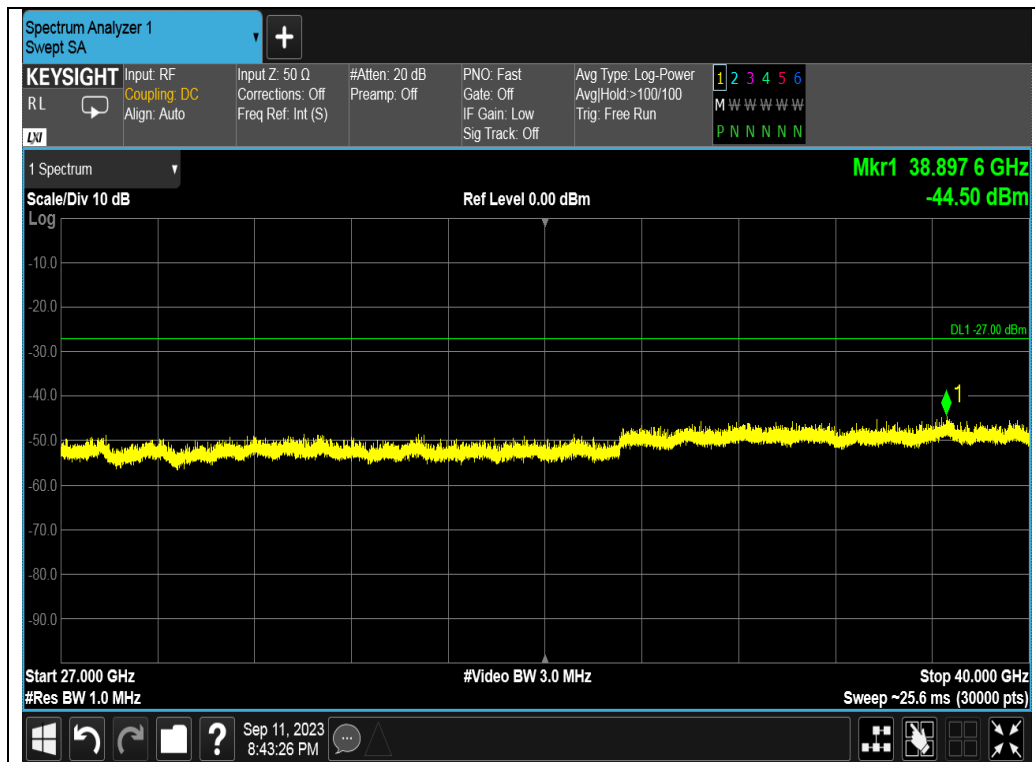 Spectrum Analyzer 1
Swept SA
+
KEYSIGHT Input: RF Input Z: 50 Ω #Atten: 20 dB PNO: Fast Avg Type: Log-Power 1 2 3 4 5 6
RL Coupling: DC Corrections: Off Preamp: Off Gate: Off Avg|Hold:>100/100 M W W W W W
Align: Auto Freq Ref: Int (S) IF Gain: Low Trig: Free Run
LXI Sig Track: Off P N N N N N
1 Spectrum Mkr1 38.897 6 GHz
Scale/Div 10 dB Ref Level 0.00 dBm -44.50 dBm
Log
-10.0
-20.0
DL1 -27.00 dBm
-30.0
-40.0
1
-50.0
-60.0
-70.0
-80.0
-90.0
Start 27.000 GHz #Video BW 3.0 MHz Stop 40.000 GHz
#Res BW 1.0 MHz Sweep ~25.6 ms (30000 pts)
? Sep 11, 2023
8:43:26 PM